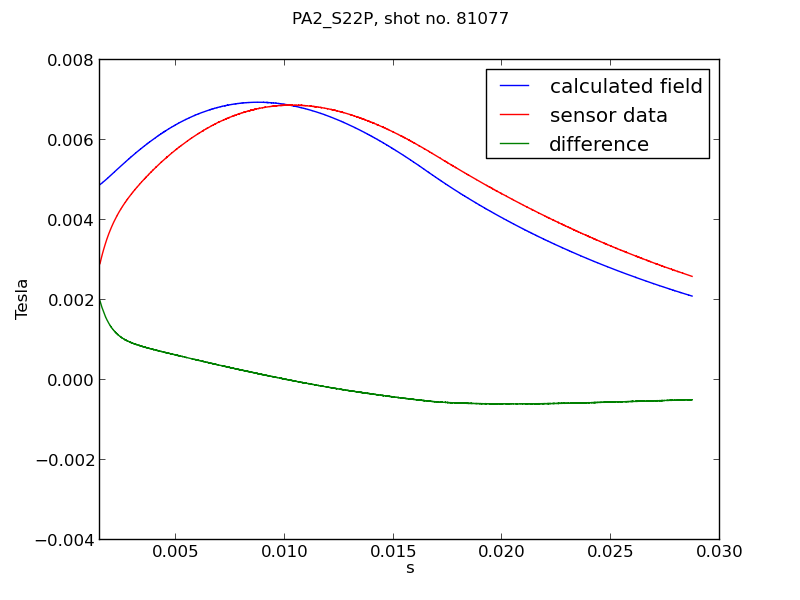 PA2_S22P, shot no. 81077
calculated field
sensor data
difference
Tesla
0.008
0.006
0.004
0.002
0.000
−0.002
−0.004
0.005
0.010
0.015
0.020
0.025
0.030
s